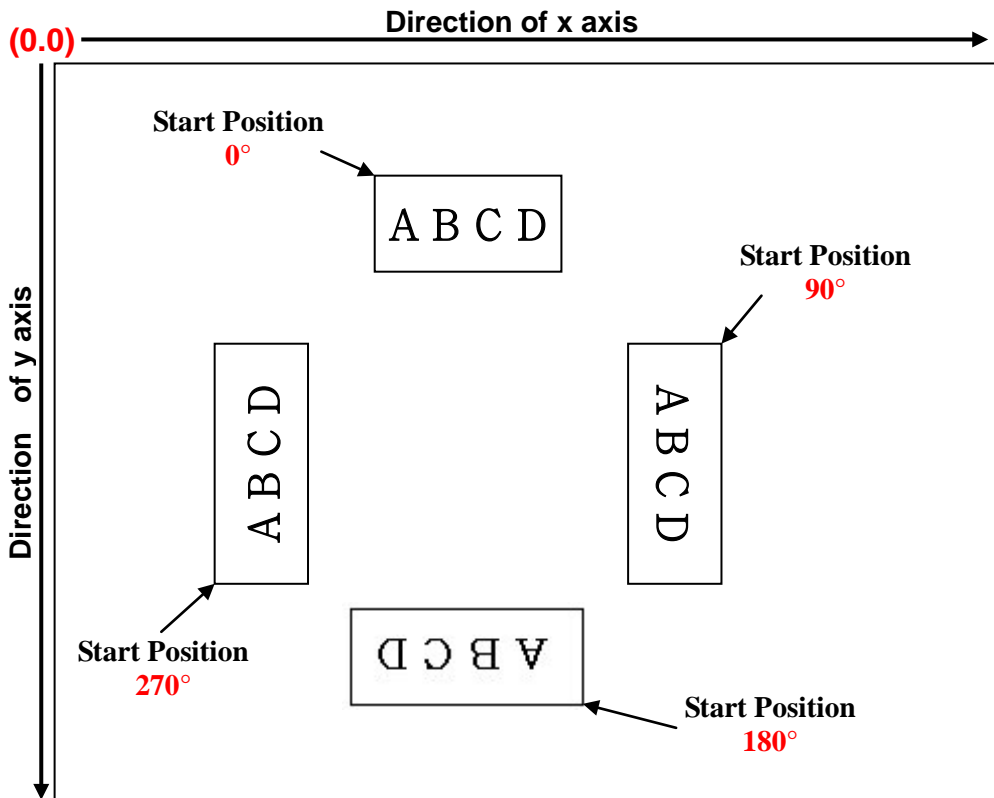 Direction of x axis
(0.0)
Start Position
0°
A B C D
Start Position
90°
Direction of y axis
A B C D
A B C D
Start Position
270°
A B C D
Start Position
180°